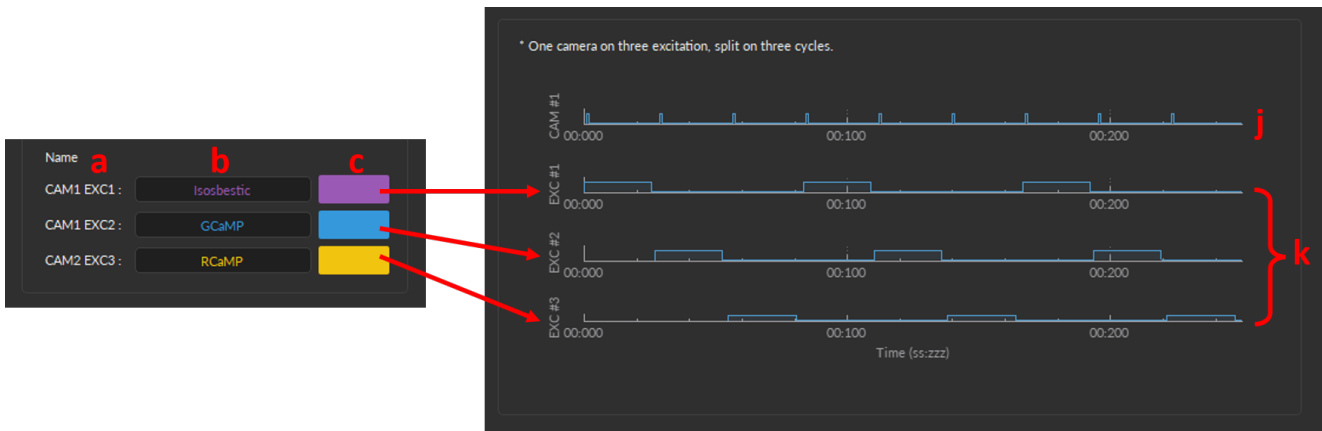 Name a b c
CAM1 EXC1 : Isosbestic
CAM1 EXC2 : GCaMP
CAM2 EXC3 : RCaMP
* One camera on three excitation, split on three cycles.
CAM #1
00:000 00:100 00:200
j
EXC #1
00:000 00:100 00:200
EXC #2
00:000 00:100 00:200
k
EXC #3
00:000 00:100 00:200
Time (ss:zzz)